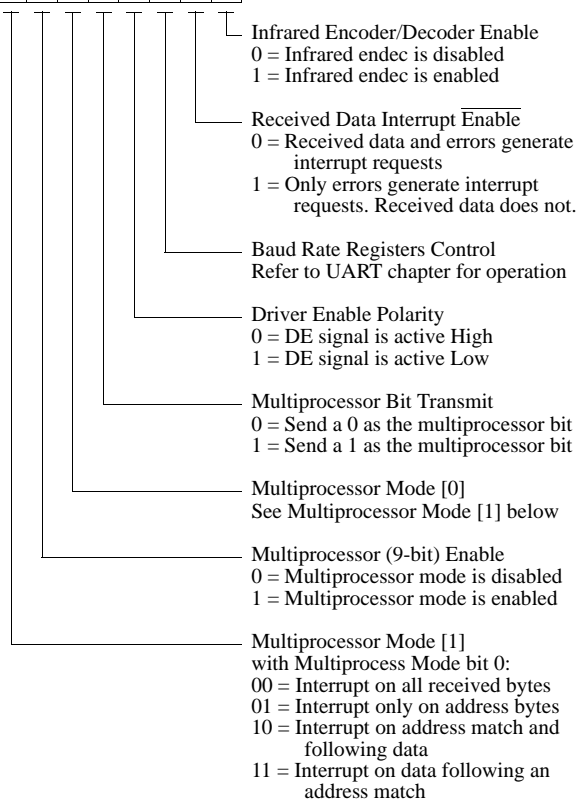 Infrared Encoder/Decoder Enable
0 = Infrared endec is disabled
1 = Infrared endec is enabled
Received Data Interrupt Enable
0 = Received data and errors generate
interrupt requests
1 = Only errors generate interrupt
requests. Received data does not.
Baud Rate Registers Control
Refer to UART chapter for operation
Driver Enable Polarity
0 = DE signal is active High
1 = DE signal is active Low
Multiprocessor Bit Transmit
0 = Send a 0 as the multiprocessor bit
1 = Send a 1 as the multiprocessor bit
Multiprocessor Mode [0]
See Multiprocessor Mode [1] below
Multiprocessor (9-bit) Enable
0 = Multiprocessor mode is disabled
1 = Multiprocessor mode is enabled
Multiprocessor Mode [1]
with Multiprocess Mode bit 0:
00 = Interrupt on all received bytes
01 = Interrupt only on address bytes
10 = Interrupt on address match and
following data
11 = Interrupt on data following an
address match